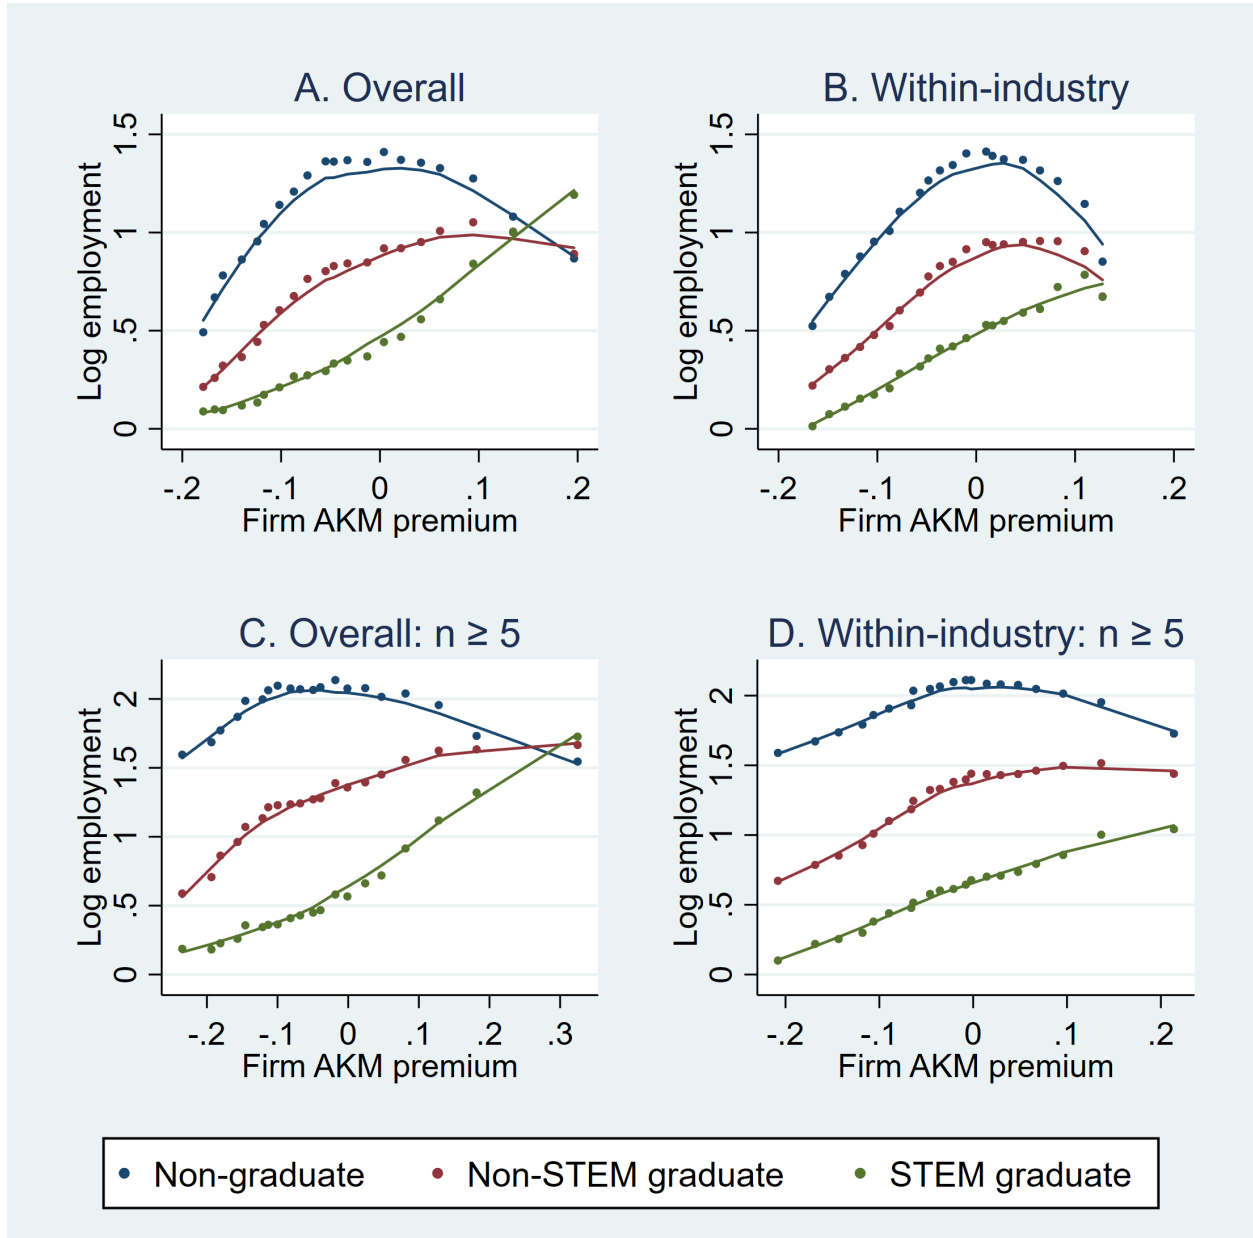 A. Overall
Log employment
0
.5
1
1.5
-.2 -.1 0 .1 .2
Firm AKM premium
B. Within-industry
Log employment
0
.5
1
1.5
-.2 -.1 0 .1 .2
Firm AKM premium
C. Overall: n ≥ 5
Log employment
0
.5
1
1.5
2
-.2 -.1 0 .1 .2 .3
Firm AKM premium
D. Within-industry: n ≥ 5
Log employment
0
.5
1
1.5
2
-.2 -.1 0 .1 .2
Firm AKM premium
Non-graduate Non-STEM graduate STEM graduate